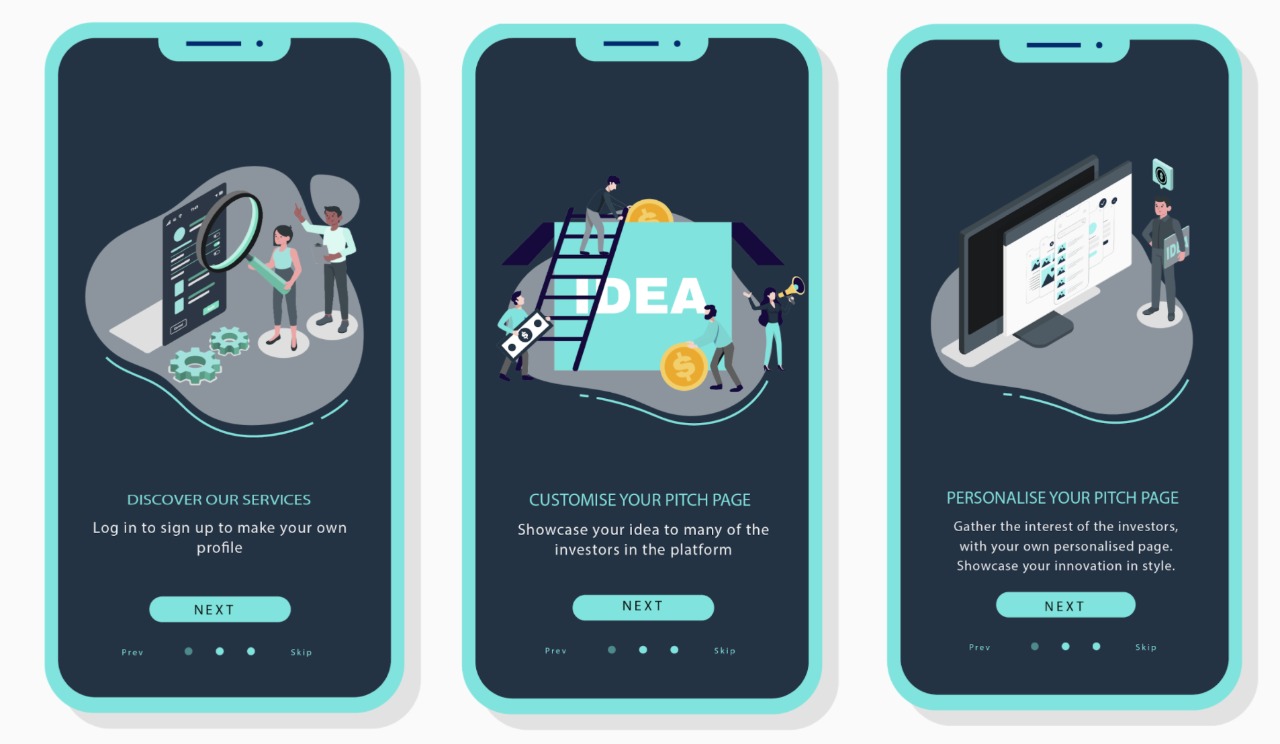 DISCOVER OUR SERVICES
Log in to sign up to make your own
profile
NEXT
Prev
Skip
IDEA
CUSTOMISE YOUR PITCH PAGE
Showcase your idea to many of the
investors in the platform
NEXT
Prev
Skip
PERSONALISE YOUR PITCH PAGE
Gather the interest of the investors,
with your own personalised page.
Showcase your innovation in style.
NEXT
Prev
Skip